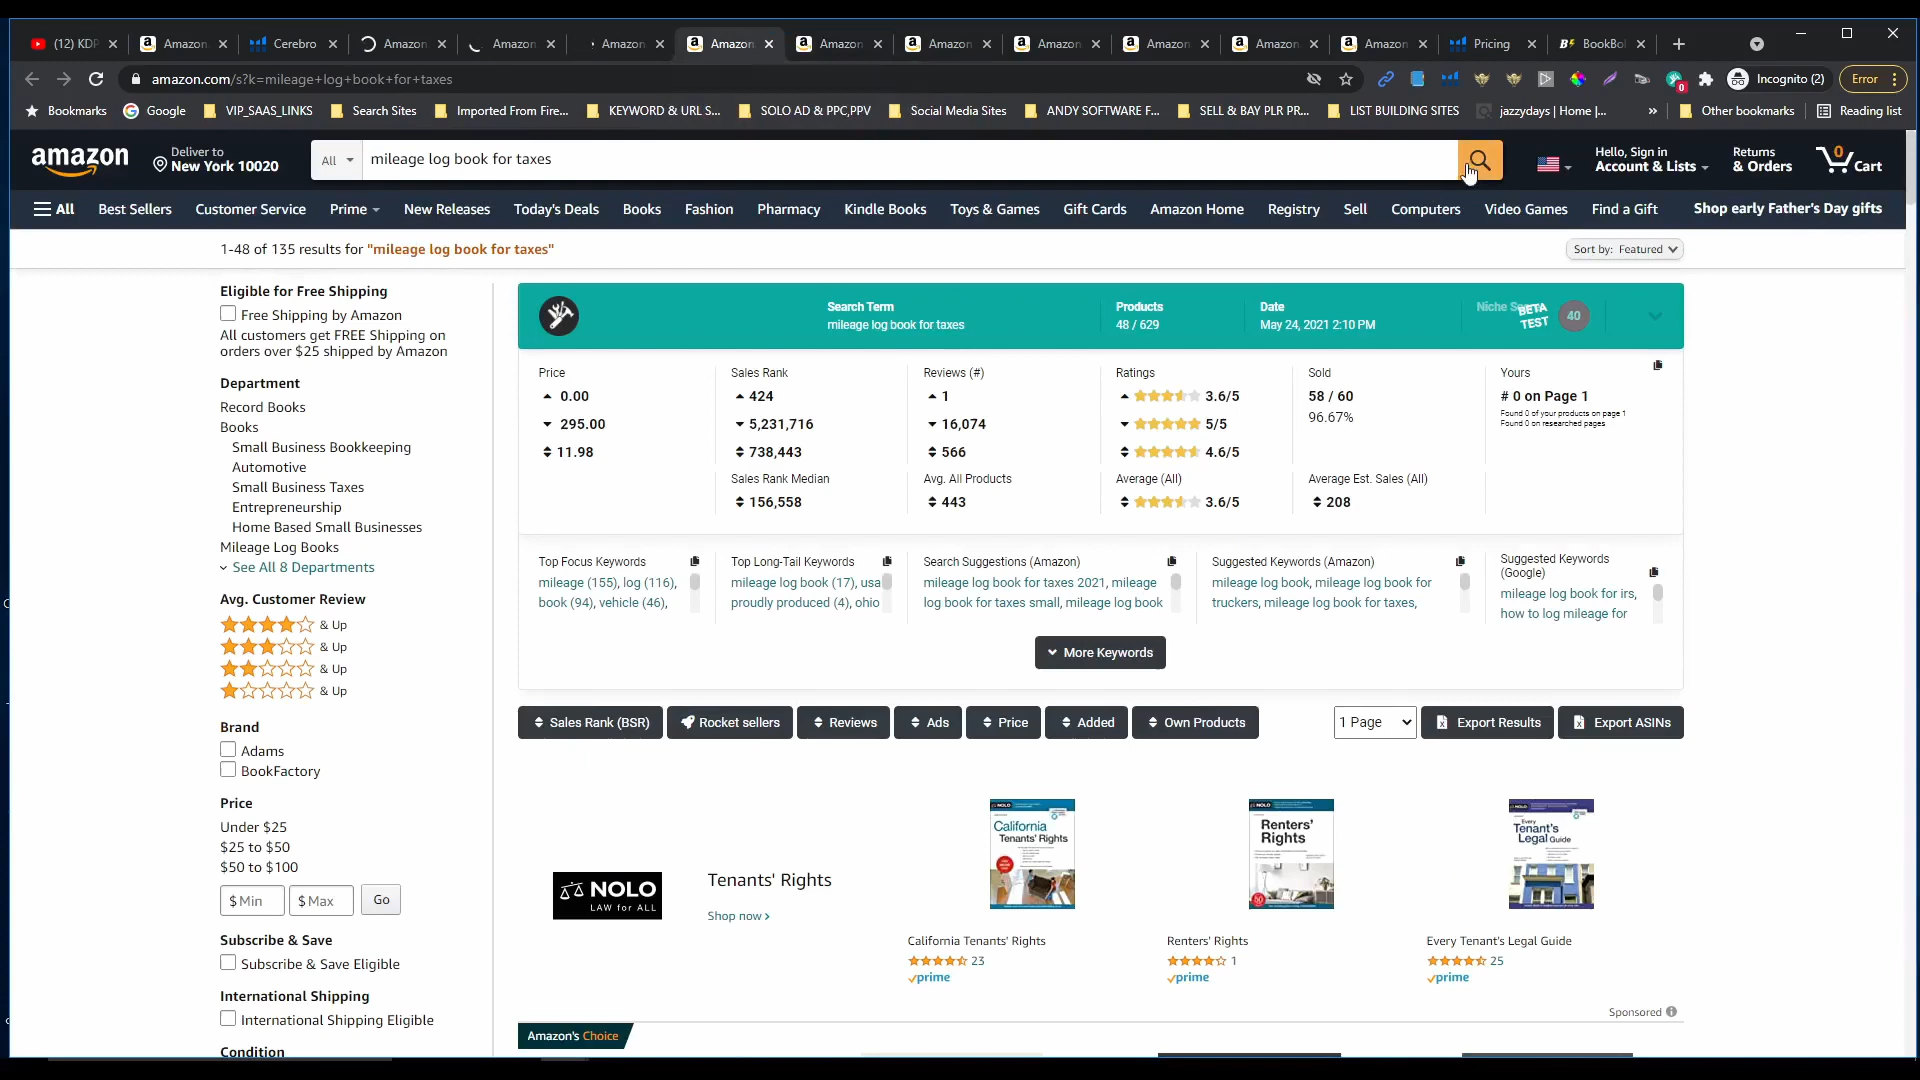 (12) KDP
Amazon
Cerebro
Amazon
Amazon
Amazon
Amazon
Amazon
Amazon
Amazon
Amazon
Amazon
Amazon
Pricing
BookBol
amazon.com/s?k=mileage+log+book+for+taxes
0
Incognito (2)
Error
Bookmarks
Google
VIP_SAAS_LINKS
Search Sites
Imported From Fire...
KEYWORD & URL S...
SOLO AD & PPC,PPV
Social Media Sites
ANDY SOFTWARE F...
SELL & BAY PLR PR...
LIST BUILDING SITES
jazzydays | Home |...
»
Other bookmarks
Reading list
amazon
Deliver to
New York 10020
All
mileage log book for taxes
Hello, Sign in
Account & Lists
Returns
& Orders
0
Cart
All
Best Sellers
Customer Service
Prime
New Releases
Today's Deals
Books
Fashion
Pharmacy
Kindle Books
Toys & Games
Gift Cards
Amazon Home
Registry
Sell
Computers
Video Games
Find a Gift
Shop early Father's Day gifts
1-48 of 135 results for "mileage log book for taxes"
Sort by: Featured
Eligible for Free Shipping
Free Shipping by Amazon
All customers get FREE Shipping on
orders over $25 shipped by Amazon
Department
Record Books
Books
Small Business Bookkeeping
Automotive
Small Business Taxes
Entrepreneurship
Home Based Small Businesses
Mileage Log Books
See All 8 Departments
Avg. Customer Review
& Up
& Up
& Up
& Up
Brand
Adams
BookFactory
Price
Under $25
$25 to $50
$50 to $100
$ Min
$ Max
Go
Subscribe & Save
Subscribe & Save Eligible
International Shipping
International Shipping Eligible
Condition
Search Term
mileage log book for taxes
Products
48 / 629
Date
May 24, 2021 2:10 PM
Niche
BETA
TEST
40
Price
0.00
295.00
11.98
Sales Rank
424
5,231,716
738,443
Sales Rank Median
156,558
Reviews (#)
1
16,074
566
Avg. All Products
443
Ratings
3.6/5
5/5
4.6/5
Average (All)
3.6/5
Sold
58 / 60
96.67%
Average Est. Sales (All)
208
Yours
# 0 on Page 1
Found 0 of your products on page 1
Found 0 on researched pages
Top Focus Keywords
mileage (155), log (116),
book (94), vehicle (46),
Top Long-Tail Keywords
mileage log book (17), usa
proudly produced (4), ohio
Search Suggestions (Amazon)
mileage log book for taxes 2021, mileage
log book for taxes small, mileage log book
Suggested Keywords (Amazon)
mileage log book, mileage log book for
truckers, mileage log book for taxes,
Suggested Keywords
(Google)
mileage log book for irs,
how to log mileage for
More Keywords
Sales Rank (BSR)
Rocket sellers
Reviews
Ads
Price
Added
Own Products
1 Page
Export Results
Export ASINs
NOLO
LAW for ALL
Tenants' Rights
Shop now ›
NOLO
California
Tenants' Rights
California Tenants' Rights
23
prime
NOLO
Renters'
Rights
Renters' Rights
1
prime
NOLO
Every
Tenant's
Legal Guide
Every Tenant's Legal Guide
25
prime
Sponsored
Amazon's Choice